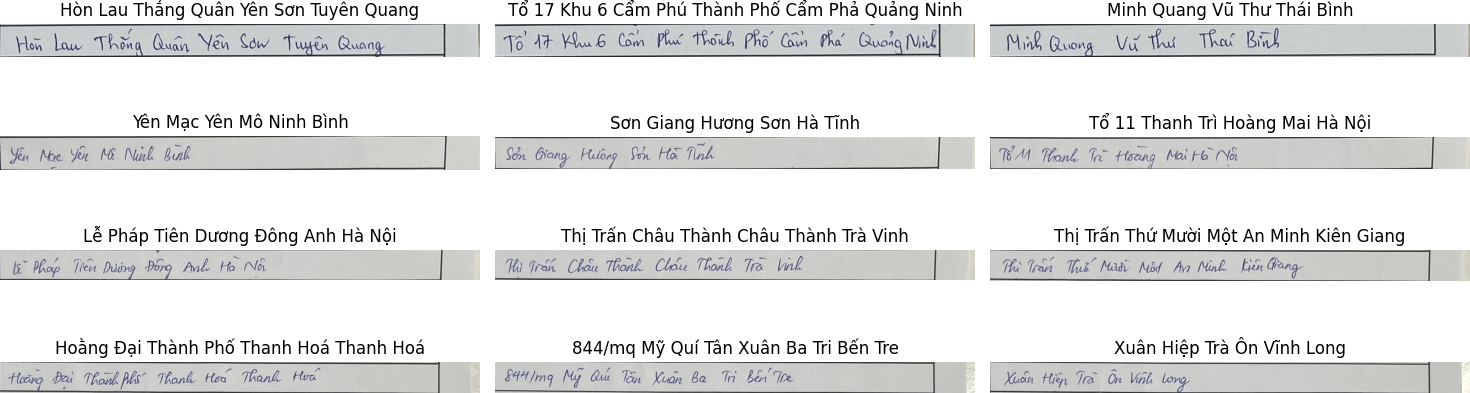 Hòn Lau Thắng Quân Yên Sơn Tuyên Quang
Tổ 17 Khu 6 Cẩm Phú Thành Phố Cẩm Phả Quảng Ninh
Minh Quang Vũ Thư Thái Bình
Hòn Lau Thắng Quân Yên Sơn Tuyên Quang
Tổ 17 Khu 6 Cẩm Phú Thành Phố Cẩm Phả Quảng Ninh
Minh Quang Vũ Thư Thái Bình
Yên Mạc Yên Mô Ninh Bình
Sơn Giang Hương Sơn Hà Tĩnh
Tổ 11 Thanh Trì Hoàng Mai Hà Nội
Yên Mạc Yên Mô Ninh Bình
Sơn Giang Hương Sơn Hà Tĩnh
Tổ 11 Thanh Trì Hoàng Mai Hà Nội
Lễ Pháp Tiên Dương Đông Anh Hà Nội
Thị Trấn Châu Thành Châu Thành Trà Vinh
Thị Trấn Thứ Mười Một An Minh Kiên Giang
Lễ Pháp Tiên Dương Đông Anh Hà Nội
Thị Trấn Châu Thành Châu Thành Trà Vinh
Thị Trấn Thứ Mười Một An Minh Kiên Giang
Hoằng Đại Thành Phố Thanh Hoá Thanh Hoá
844/mq Mỹ Quí Tân Xuân Ba Tri Bến Tre
Xuân Hiệp Trà Ôn Vĩnh Long
Hoằng Đại Thành Phố Thanh Hoá Thanh Hoá
844/mq Mỹ Quí Tân Xuân Ba Tri Bến Tre
Xuân Hiệp Trà Ôn Vĩnh Long